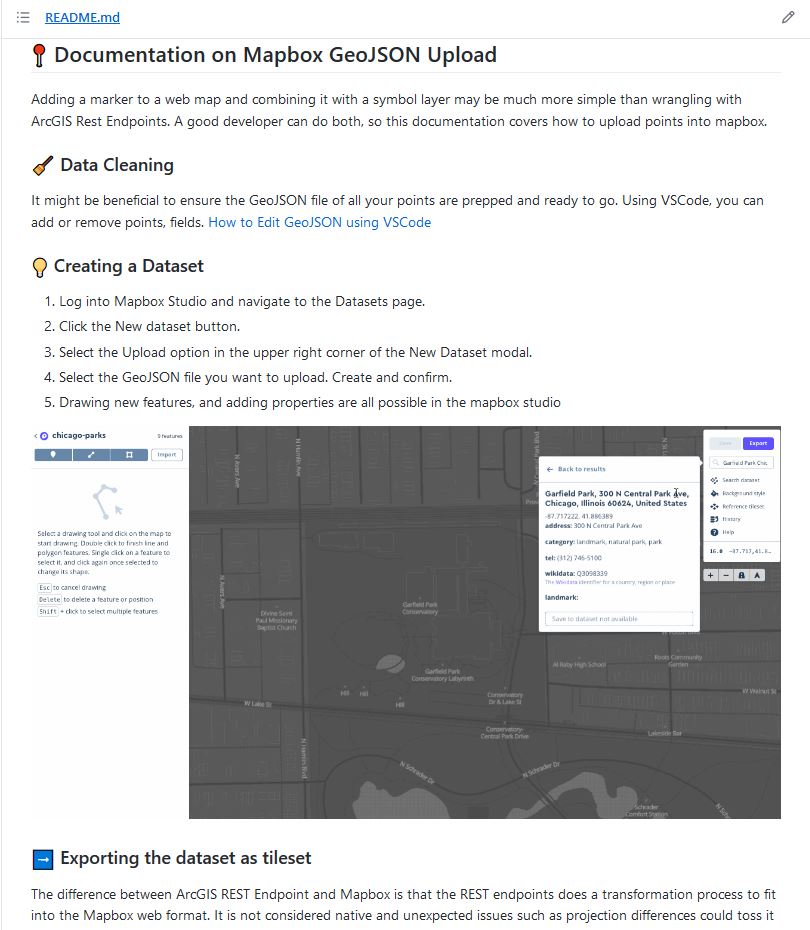 README.md
Documentation on Mapbox GeoJSON Upload
Adding a marker to a web map and combining it with a symbol layer may be much more simple than wrangling with
ArcGIS Rest Endpoints. A good developer can do both, so this documentation covers how to upload points into mapbox.
Data Cleaning
It might be beneficial to ensure the GeoJSON file of all your points are prepped and ready to go. Using VSCode, you can
add or remove points, fields. How to Edit GeoJSON using VSCode
Creating a Dataset
1. Log into Mapbox Studio and navigate to the Datasets page.
2. Click the New dataset button.
3. Select the Upload option in the upper right corner of the New Dataset modal.
4. Select the GeoJSON file you want to upload. Create and confirm.
5. Drawing new features, and adding properties are all possible in the mapbox studio
chicago-parks
9 features
Import
Select a drawing tool and click on the map to
start drawing. Double click to finish line and
polygon features. Single click on a feature to
select it, and click again once selected to
change its shape.
Esc to cancel drawing
Delete to delete a feature or position
Shift + click to select multiple features
N Avers Ave
N Hamlin Blvd
N Avers Ave
Divine Saint
Paul Missionary
Baptist Church
Garfield Park
Conservatory
Garfield Park
Conservatory Labyrinth
Hill
Hill
Hill
W Lake St
N Hamlin Blvd
Conservatory
Dr & Lake St
Conservatory-
Central Park Drive
N Schrader Dr
N Schrader Dr
Schrader
Comfort Station
Al Raby High School
Roots Community
Garden
W Walnut St
Lakeside Bar
Back to results
Garfield Park, 300 N Central Park Ave,
Chicago, Illinois 60624, United States
-87.717222, 41.886389
address: 300 N Central Park Ave
category: landmark, natural park, park
tel: (312) 746-5100
wikidata: Q3098339
The Wikidata identifier for a country, region or place
landmark:
Save to dataset not available
Save
Export
Garfield Park Chic
Search dataset
Background style
Reference tileset
History
Help
16.0 -87.717,41.8...
Exporting the dataset as tileset
The difference between ArcGIS REST Endpoint and Mapbox is that the REST endpoints does a transformation process to fit
into the Mapbox web format. It is not considered native and unexpected issues such as projection differences could toss it